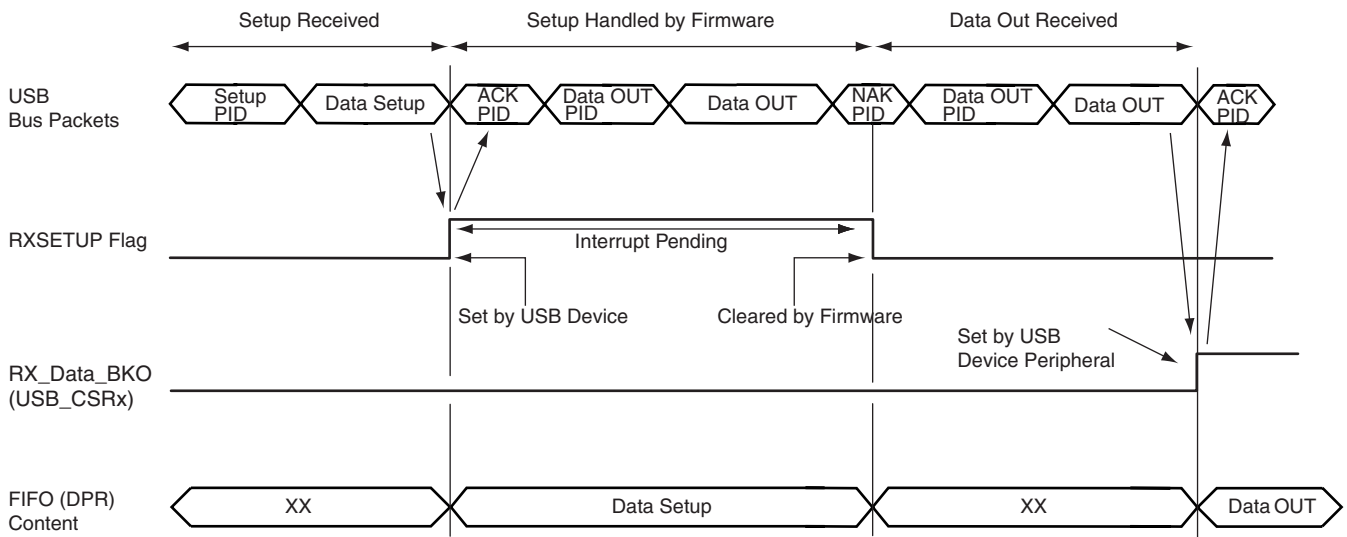 Setup Received
Setup Handled by Firmware
Data Out Received
USB
Bus Packets
Setup
PID
Data Setup
ACK
PID
Data OUT
PID
Data OUT
NAK
PID
Data OUT
PID
Data OUT
ACK
PID
RXSETUP Flag
Interrupt Pending
Set by USB Device
Cleared by Firmware
Set by USB
Device Peripheral
RX_Data_BKO
(USB_CSRx)
FIFO (DPR)
Content
XX
Data Setup
XX
Data OUT